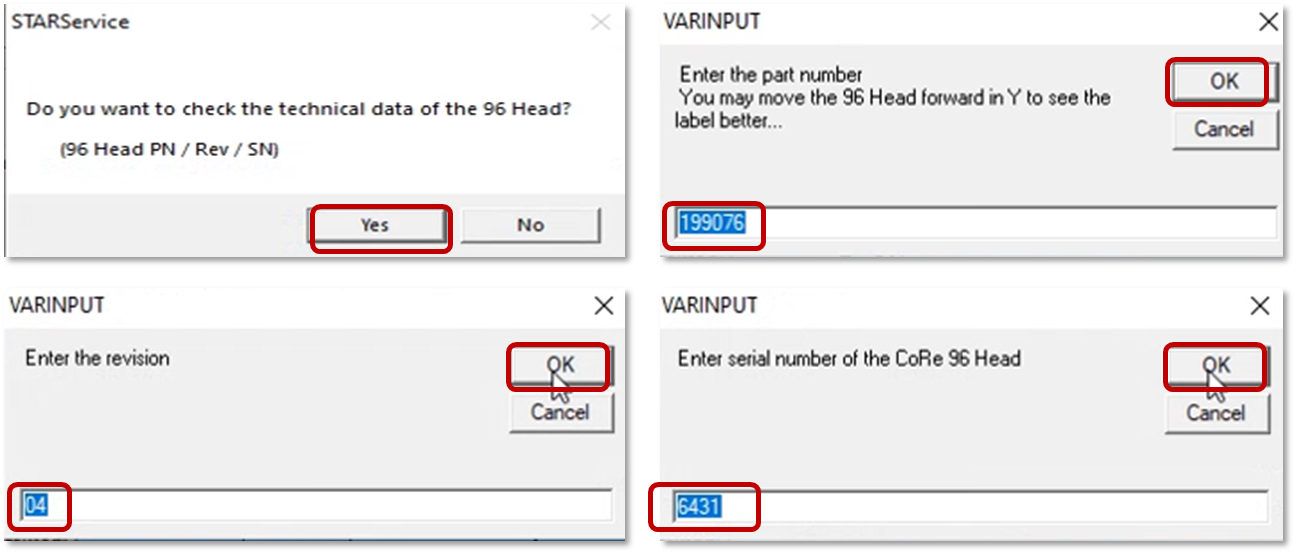 STARService
Do you want to check the technical data of the 96 Head?
(96 Head PN / Rev / SN)
Yes
No
VARINPUT
Enter the part number
You may move the 96 Head forward in Y to see the
label better...
OK
Cancel
199076
VARINPUT
Enter the revision
OK
Cancel
04
VARINPUT
Enter serial number of the CoRe 96 Head
OK
Cancel
6431